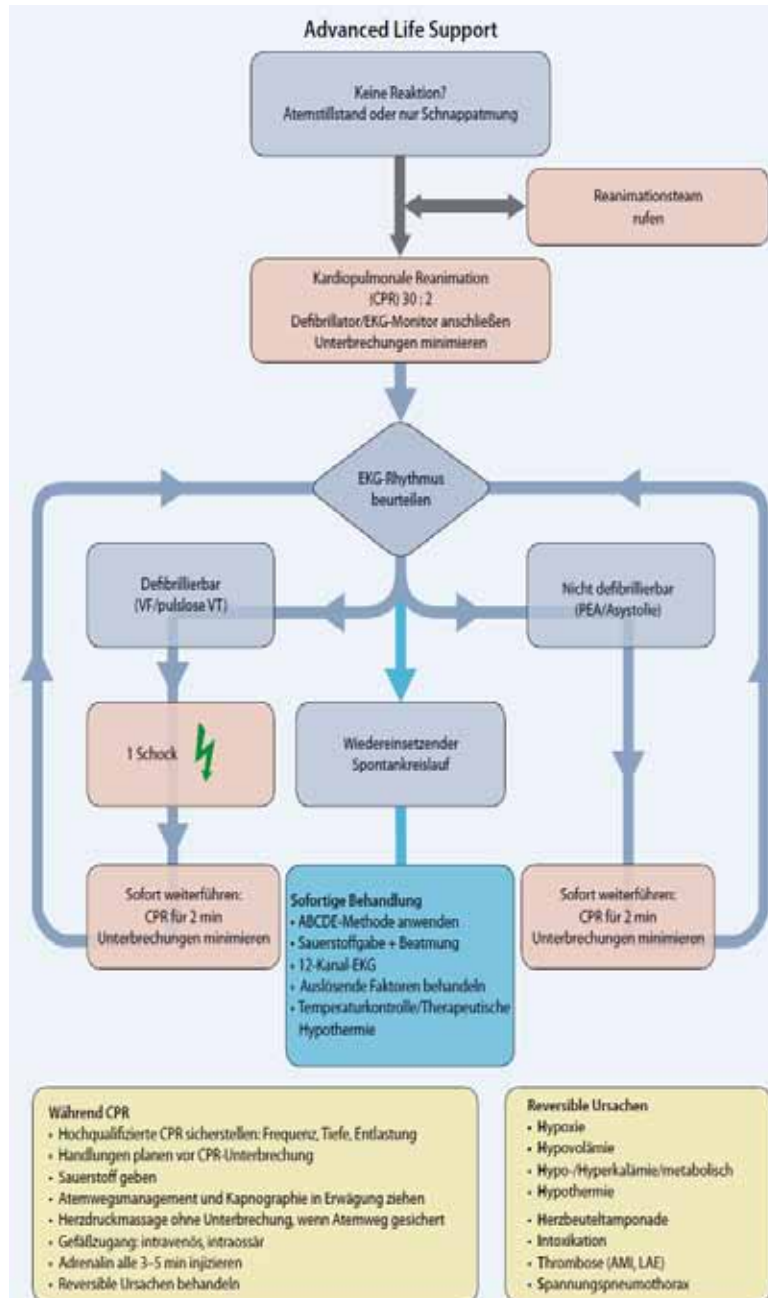 Advanced Life Support
Keine Reaktion?
Atemstillstand oder nur Schnappatmung
Reanimationsteam
rufen
Kardiopulmonale Reanimation
(CPR) 30 : 2
Defibrillator/EKG-Monitor anschließen
Unterbrechungen minimieren
EKG-Rhythmus
beurteilen
Defibrillierbar
(VF/pulslose VT)
Nicht defibrillierbar
(PEA/Asystolie)
1 Schock
Wiedereinsetzender
Spontankreislauf
Sofort weiterführen:
CPR für 2 min
Unterbrechungen minimieren
Sofortige Behandlung
• ABCDE-Methode anwenden
• Sauerstoffgabe + Beatmung
• 12-Kanal-EKG
• Auslösende Faktoren behandeln
• Temperaturkontrolle/Therapeutische
Hypothermie
Sofort weiterführen:
CPR für 2 min
Unterbrechungen minimieren
Während CPR
• Hochqualifizierte CPR sicherstellen: Frequenz, Tiefe, Entlastung
• Handlungen planen vor CPR-Unterbrechung
• Sauerstoff geben
• Atemwegsmanagement und Kapnographie in Erwägung ziehen
• Herzdruckmassage ohne Unterbrechung, wenn Atemweg gesichert
• Gefäßzugang: intravenös, intraossär
• Adrenalin alle 3–5 min injizieren
• Reversible Ursachen behandeln
Reversible Ursachen
• Hypoxie
• Hypovolämie
• Hypo-/Hyperkalämie/metabolisch
• Hypothermie
• Herzbeuteltamponade
• Intoxikation
• Thrombose (AMI, LAE)
• Spannungspneumothorax